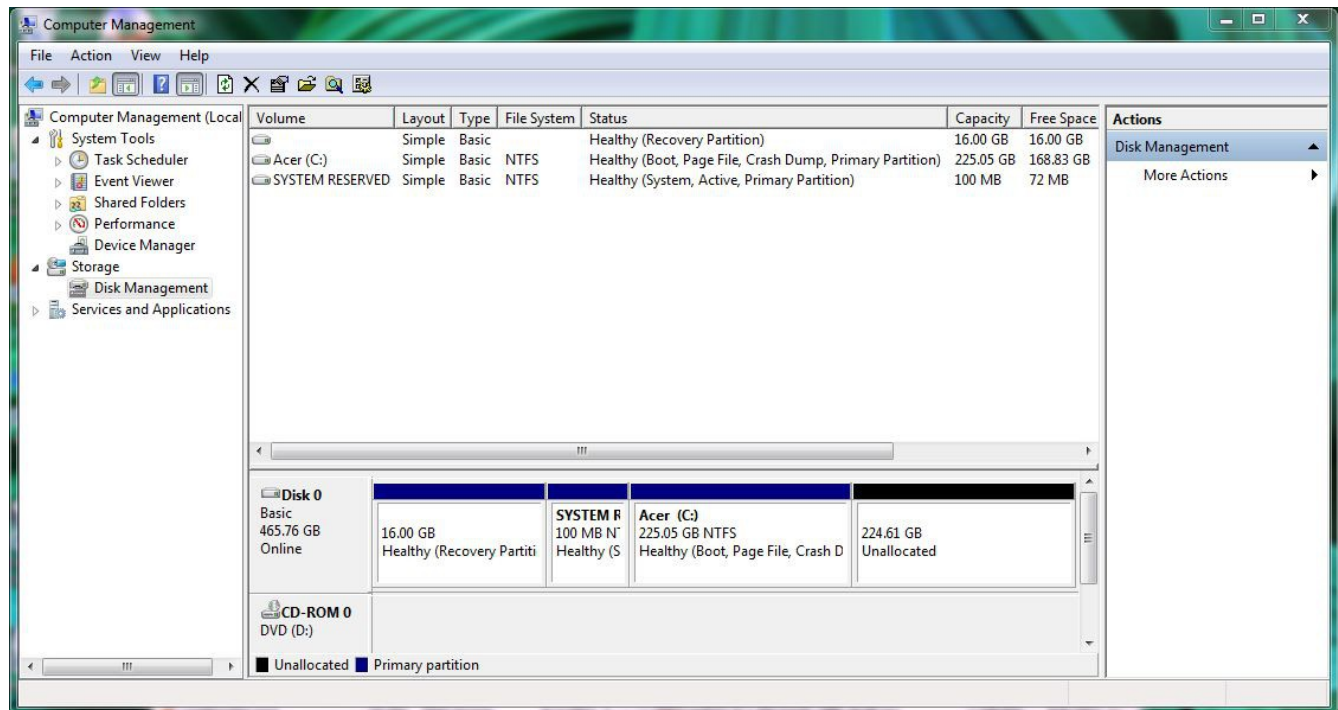 Computer Management
File Action View Help
Computer Management (Local
System Tools
Task Scheduler
Event Viewer
Shared Folders
Performance
Device Manager
Storage
Disk Management
Services and Applications
Volume Layout Type File System Status Capacity Free Space
Simple Basic Healthy (Recovery Partition) 16.00 GB 16.00 GB
Acer (C:) Simple Basic NTFS Healthy (Boot, Page File, Crash Dump, Primary Partition) 225.05 GB 168.83 GB
SYSTEM RESERVED Simple Basic NTFS Healthy (System, Active, Primary Partition) 100 MB 72 MB
Actions
Disk Management
More Actions
Disk 0
Basic
465.76 GB
Online
16.00 GB
Healthy (Recovery Partiti
SYSTEM R
100 MB N
Healthy (S
Acer (C:)
225.05 GB NTFS
Healthy (Boot, Page File, Crash D
224.61 GB
Unallocated
CD-ROM 0
DVD (D:)
Unallocated Primary partition